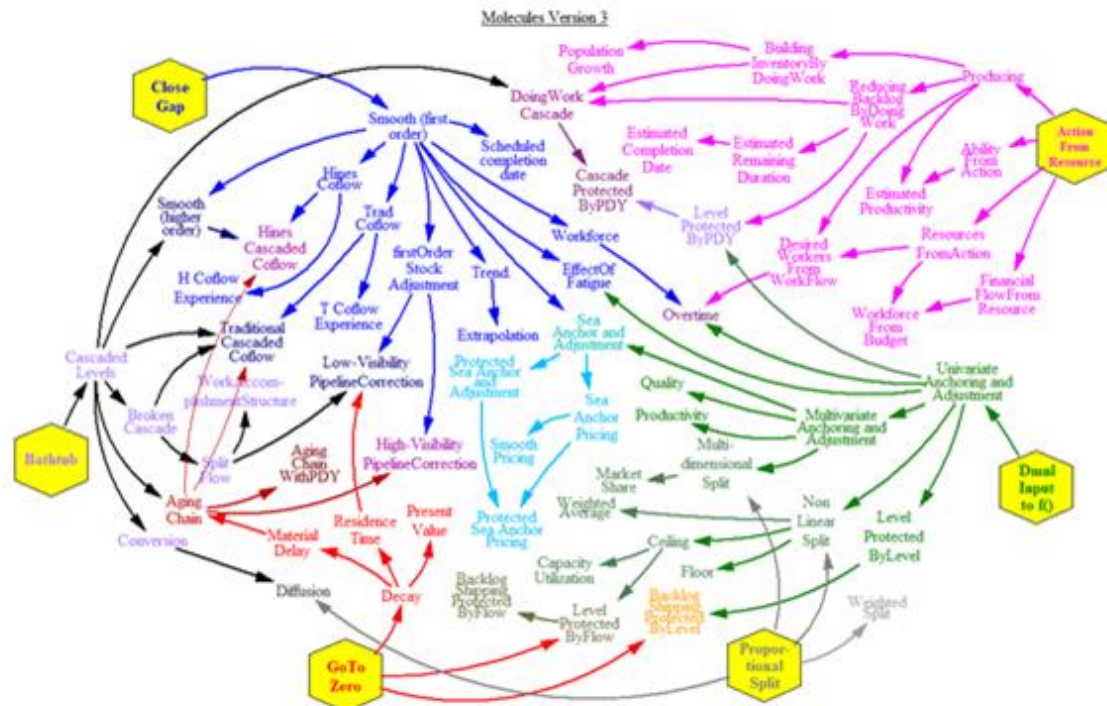 Molecules Version 3
Close
Gap
Population
Growth
Building
InventoryBy
DoingWork
Producing
DoingWork
Cascade
Reducing
Backlog
ByDoing
Work
Action
From
Resourse
Smooth (first
order)
Scheduled
completion
date
Estimated
Completion
Date
Estimated
Remaining
Duration
Ability
From
Action
Hines
Coflow
Cascade
Protected
ByPDY
Estimated
Productivity
Smooth
(higher
order)
Trad
Coflow
Level
Protected
ByPDY
Hines
Cascaded
Coflow
firstOrder
Stock
Adjustment
Workforce
Desired
Workers
From
WorkFlow
Resources
FromAction
Trend
EffectOf
Fatigue
H Coflow
Experience
T Coflow
Experience
Financial
FlowFrom
Resource
Extrapolation
Sea
Anchor and
Adjustment
Overtime
Workforce
From
Budget
Traditional
Cascaded
Coflow
Cascaded
Levels
Low-Visibility
PipelineCorrection
Protected
Sea Anchor
and
Adjustment
Quality
Univariate
Anchoring and
Adjustment
Workaccom-
plishmentStructure
Sea
Anchor
Pricing
Productivity
Multivariate
Anchoring and
Adjustment
Broken
Cascade
Smooth
Pricing
High-Visibility
PipelineCorrection
Multi-
dimensional
Split
Bathtub
Split
Flow
Aging
Chain
WithPDY
Market
Share
Dmal
Input
to f()
Aging
Chain
Weighted
Average
Non
Linear
Split
Residence
Time
Present
Value
Protected
Sea Anchor
Pricing
Level
Protected
ByLevel
Conversion
Material
Delay
Ceiling
Capacity
Utilization
Floor
Diffusion
Decay
Backlog
Shipping
Protected
ByFlow
Level
Protected
ByFlow
Backlog
Shipping
Protected
ByLevel
Weighted
Split
GoTo
Zero
Propor-
tional
Split